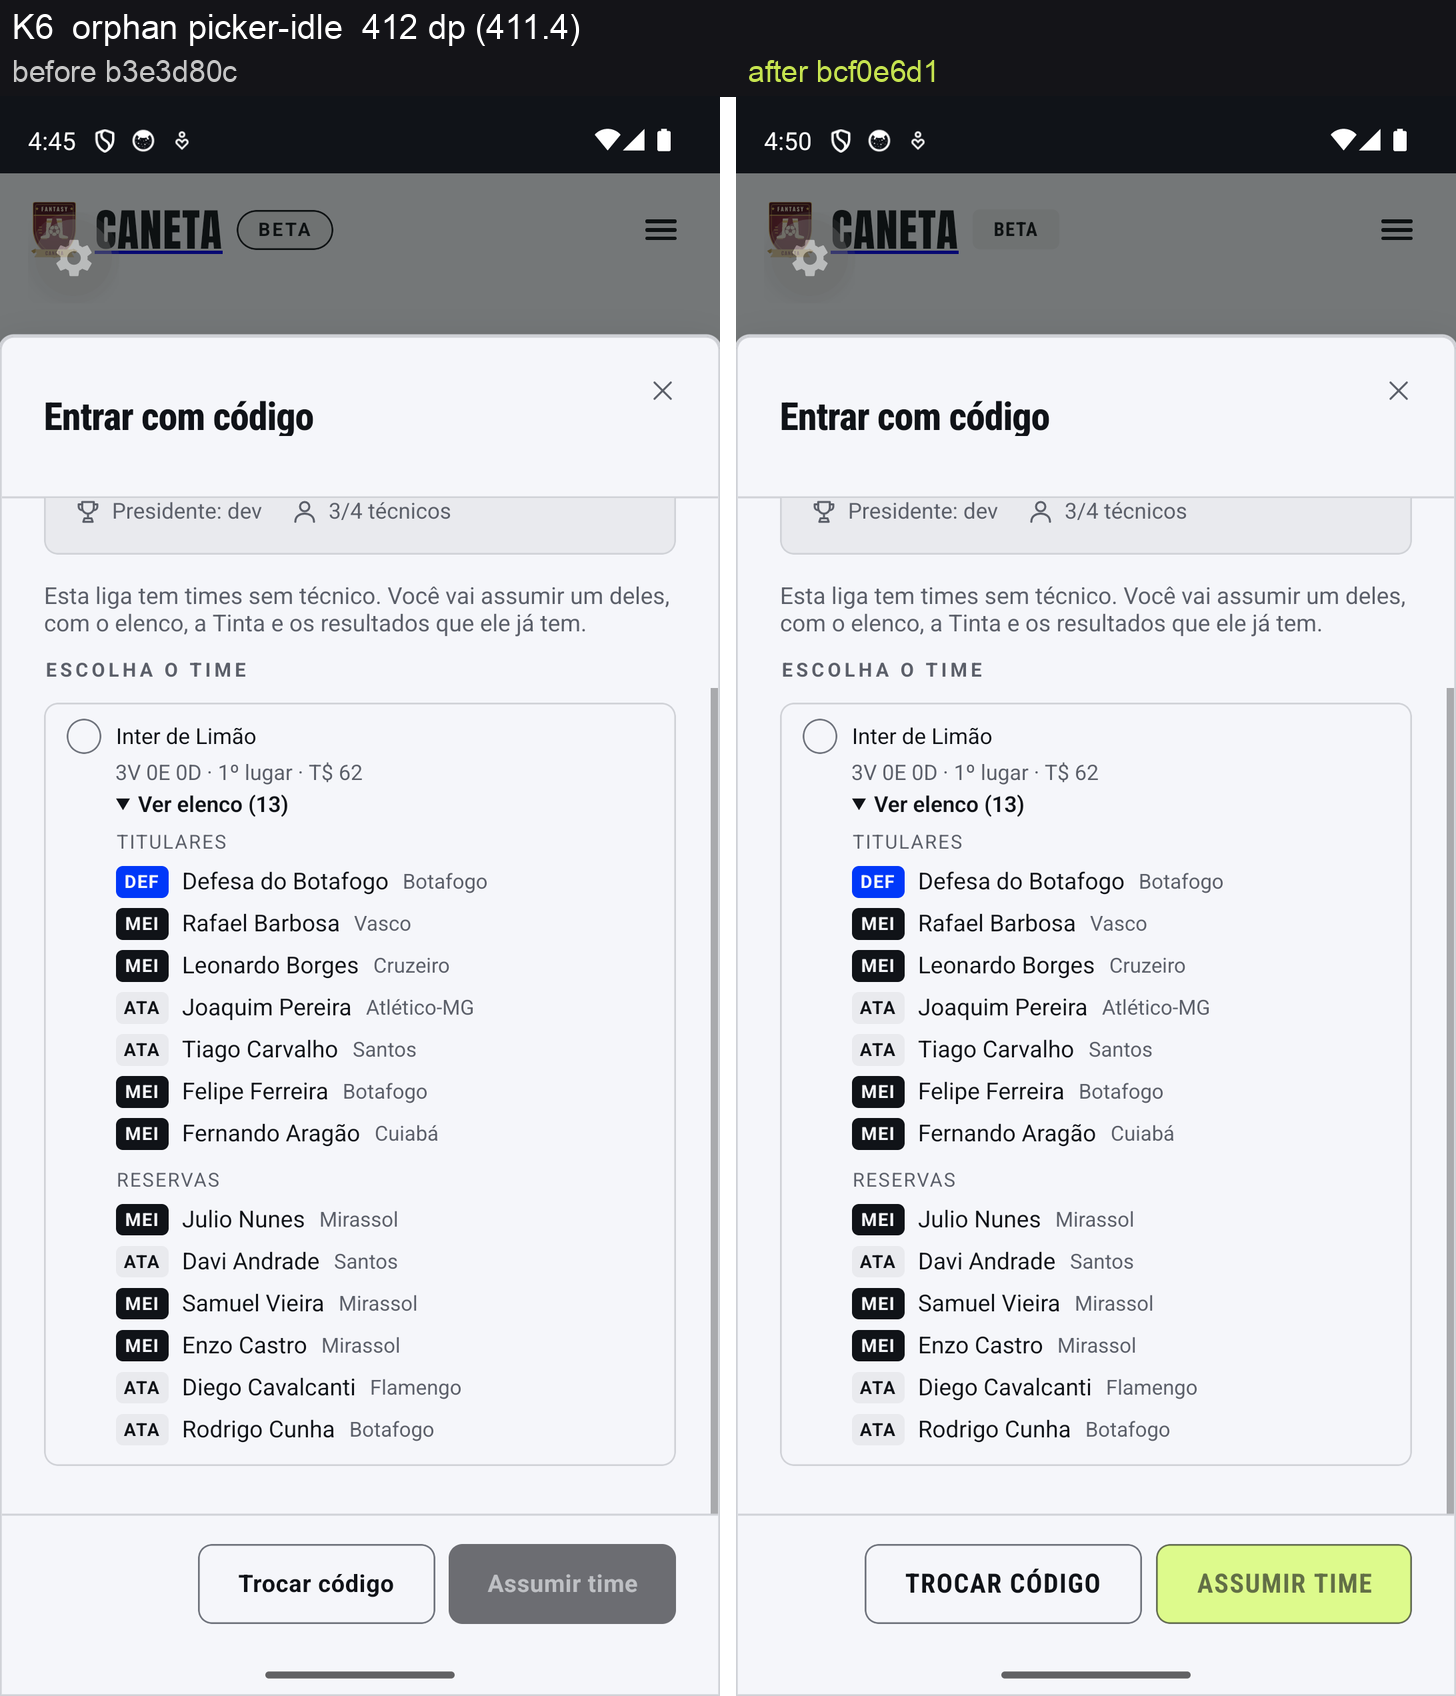 K6 orphan picker-idle 412 dp (411.4)
before b3e3d80c
after bcf0e6d1
4:45
FANTASY
CANETA
BETA
Entrar com código
Presidente: dev 3/4 técnicos
Esta liga tem times sem técnico. Você vai assumir um deles,
com o elenco, a Tinta e os resultados que ele já tem.
ESCOLHA O TIME
Inter de Limão
3V 0E 0D · 1º lugar · T$ 62
▼ Ver elenco (13)
TITULARES
DEF Defesa do Botafogo Botafogo
MEI Rafael Barbosa Vasco
MEI Leonardo Borges Cruzeiro
ATA Joaquim Pereira Atlético-MG
ATA Tiago Carvalho Santos
MEI Felipe Ferreira Botafogo
MEI Fernando Aragão Cuiabá
RESERVAS
MEI Julio Nunes Mirassol
ATA Davi Andrade Santos
MEI Samuel Vieira Mirassol
MEI Enzo Castro Mirassol
ATA Diego Cavalcanti Flamengo
ATA Rodrigo Cunha Botafogo
Trocar código Assumir time
4:50
FANTASY
CANETA
BETA
Entrar com código
Presidente: dev 3/4 técnicos
Esta liga tem times sem técnico. Você vai assumir um deles,
com o elenco, a Tinta e os resultados que ele já tem.
ESCOLHA O TIME
Inter de Limão
3V 0E 0D · 1º lugar · T$ 62
▼ Ver elenco (13)
TITULARES
DEF Defesa do Botafogo Botafogo
MEI Rafael Barbosa Vasco
MEI Leonardo Borges Cruzeiro
ATA Joaquim Pereira Atlético-MG
ATA Tiago Carvalho Santos
MEI Felipe Ferreira Botafogo
MEI Fernando Aragão Cuiabá
RESERVAS
MEI Julio Nunes Mirassol
ATA Davi Andrade Santos
MEI Samuel Vieira Mirassol
MEI Enzo Castro Mirassol
ATA Diego Cavalcanti Flamengo
ATA Rodrigo Cunha Botafogo
TROCAR CÓDIGO ASSUMIR TIME